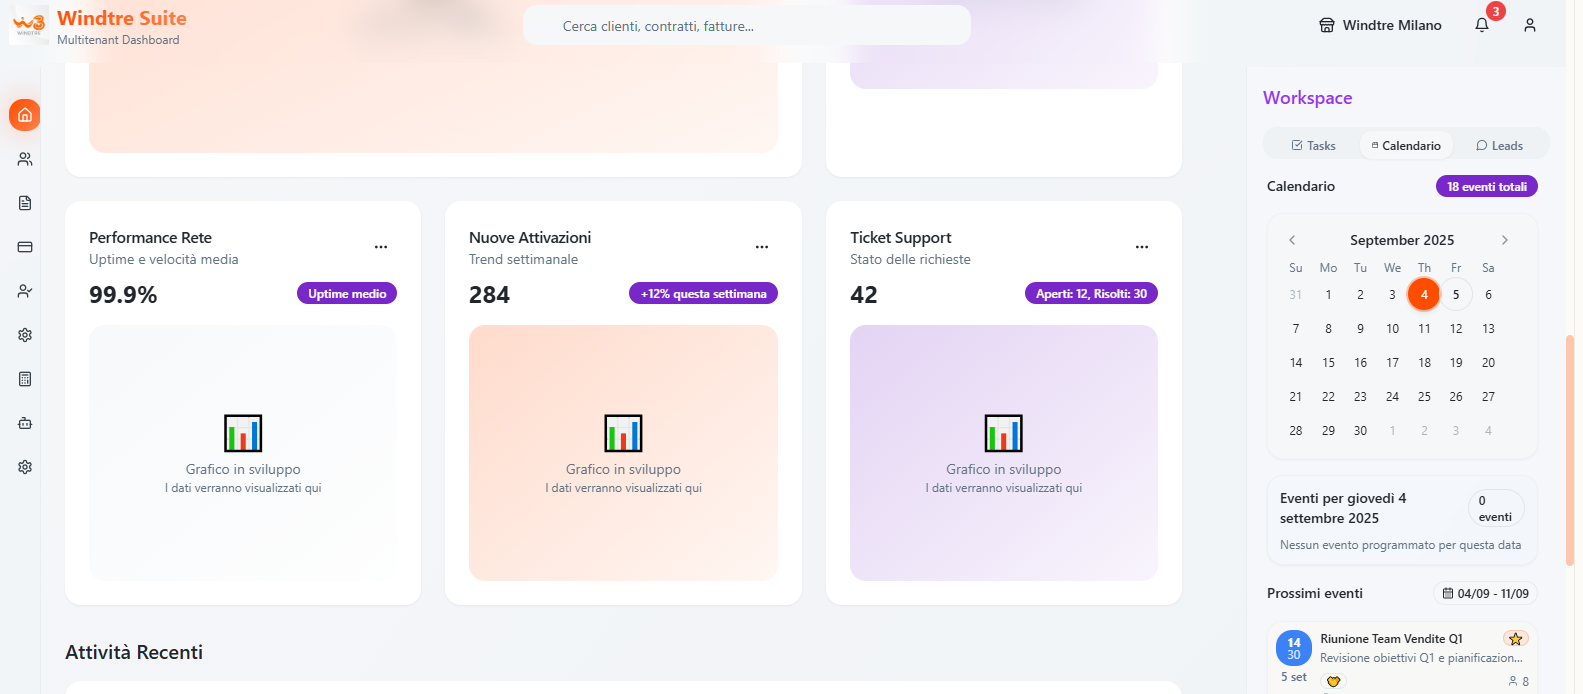 WINDTRE
Windtre Suite
Multitenant Dashboard
Cerca clienti, contratti, fatture...
Windtre Milano
3
Performance Rete
Uptime e velocità media
99.9%
Uptime medio
Grafico in sviluppo
I dati verranno visualizzati qui
Nuove Attivazioni
Trend settimanale
284
+12% questa settimana
Grafico in sviluppo
I dati verranno visualizzati qui
Ticket Support
Stato delle richieste
42
Aperti: 12, Risolti: 30
Grafico in sviluppo
I dati verranno visualizzati qui
Attività Recenti
Workspace
Tasks
Calendario
Leads
Calendario
18 eventi totali
September 2025
Su Mo Tu We Th Fr Sa
31 1 2 3 4 5 6
7 8 9 10 11 12 13
14 15 16 17 18 19 20
21 22 23 24 25 26 27
28 29 30 1 2 3 4
Eventi per giovedì 4
settembre 2025
0
eventi
Nessun evento programmato per questa data
Prossimi eventi
04/09 - 11/09
14
30
5 set
Riunione Team Vendite Q1
Revisione obiettivi Q1 e pianificazion...
8